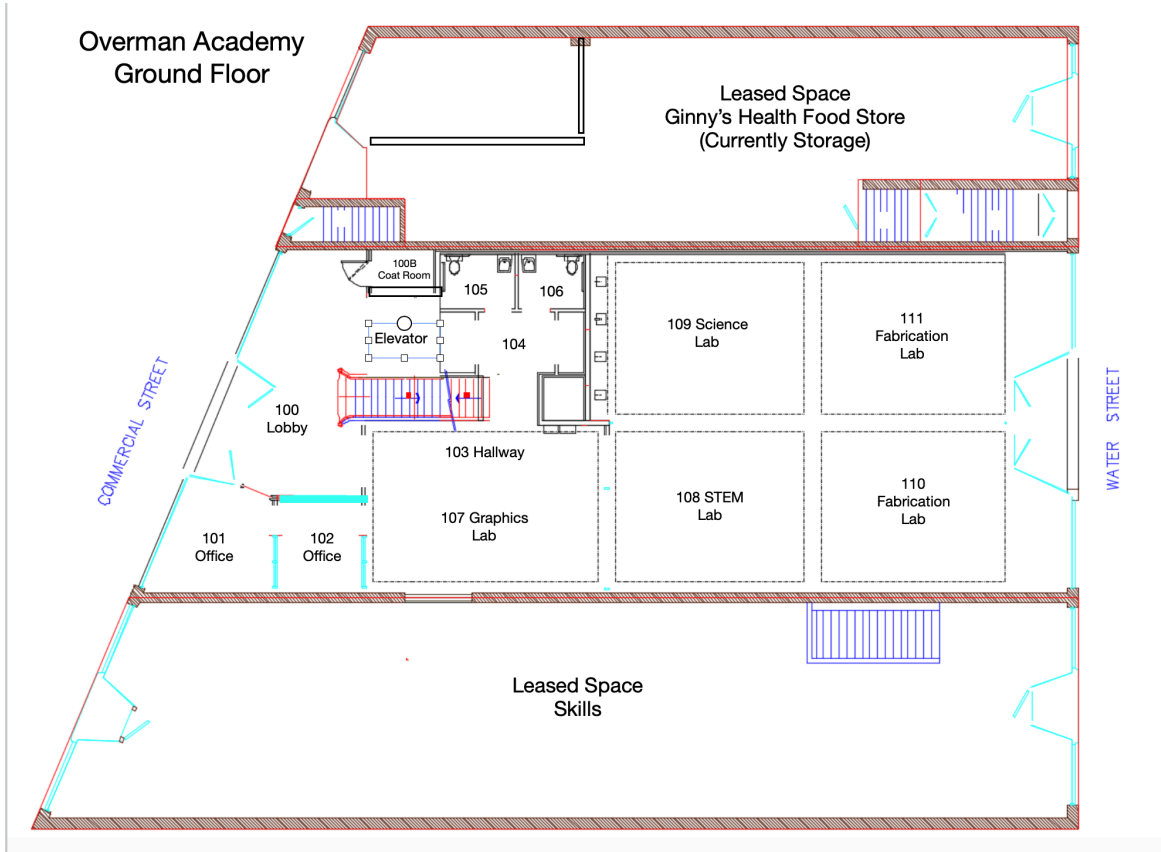 Overman Academy
Ground Floor
Leased Space
Ginny's Health Food Store
(Currently Storage)
100B
Coat Room
105
106
Elevator
104
109 Science
Lab
111
Fabrication
Lab
100
Lobby
COMMERCIAL STREET
WATER STREET
103 Hallway
107 Graphics
Lab
108 STEM
Lab
110
Fabrication
Lab
101
Office
102
Office
Leased Space
Skills